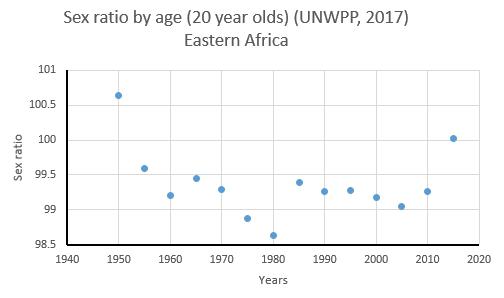 Sex ratio by age (20 year olds) (UNWPP, 2017)
Eastern Africa
101
100.5
100
99.5
99
98.5
Sex ratio
1940 1950 1960 1970 1980 1990 2000 2010 2020
Years